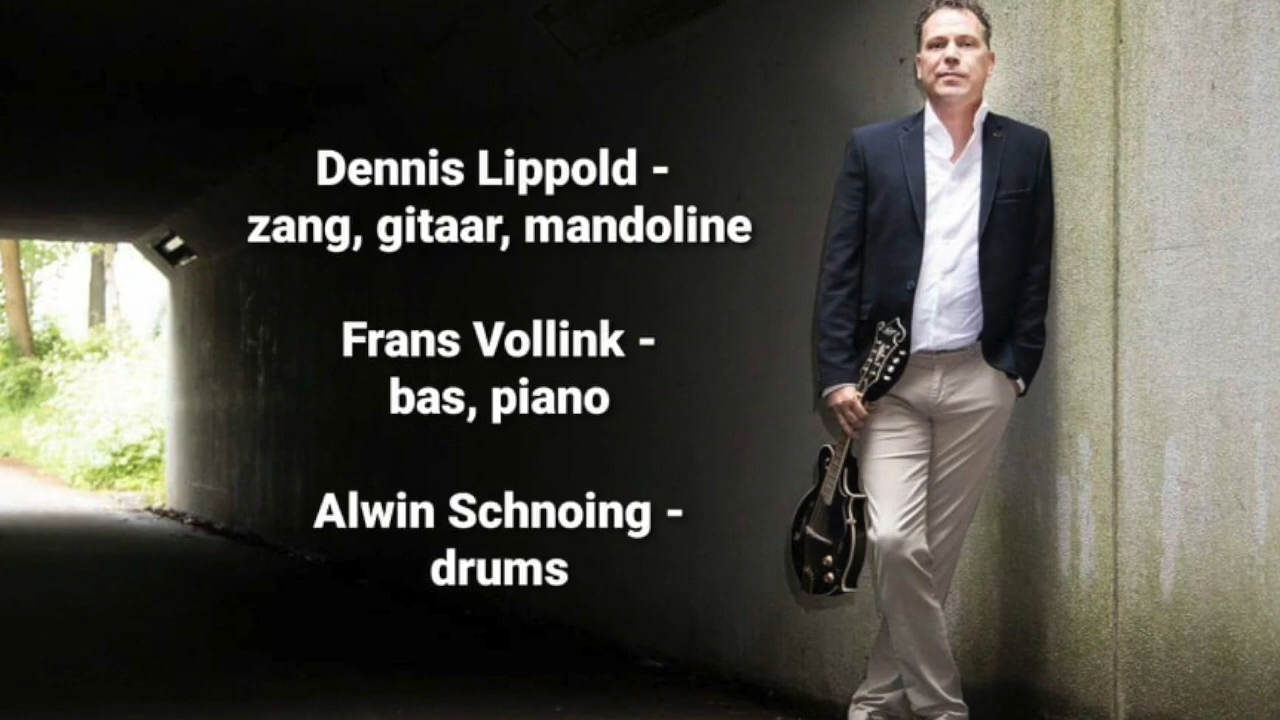 Dennis Lippold -
zang, gitaar, mandoline
Frans Vollink -
bas, piano
Alwin Schnoing -
drums